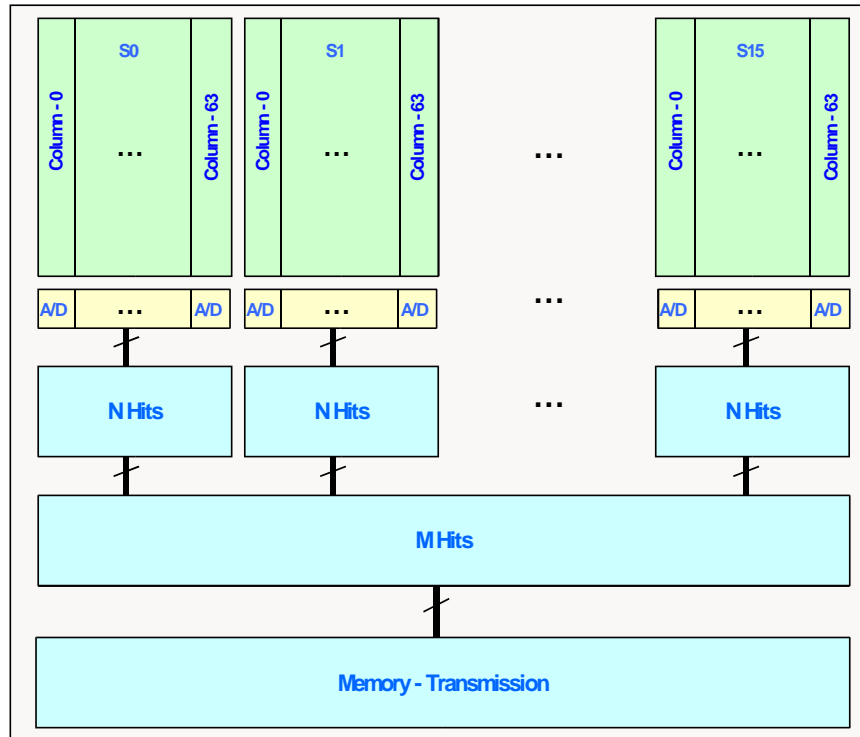 S0 S1 S15
Column - 0 Column - 63 Column - 0 Column - 63 Column - 0 Column - 63
... ... ... ...
A/D ... A/D A/D ... A/D ... A/D ... A/D
N Hits N Hits ... N Hits
M Hits
Memory - Transmission